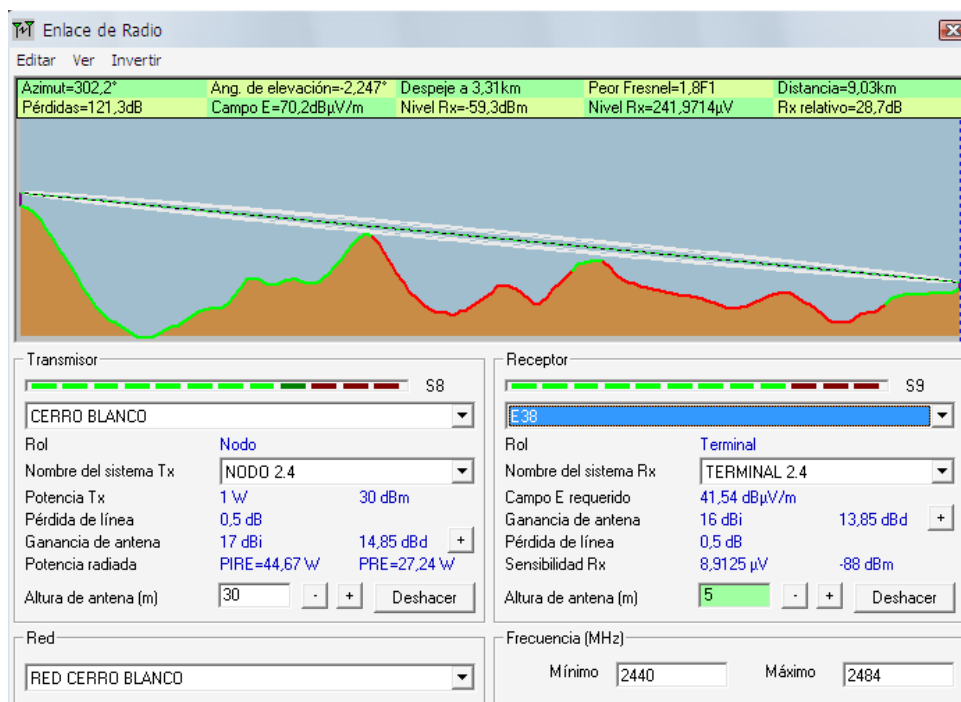 Enlace de Radio
Editar Ver Invertir
Azimut=302,2° Ang. de elevación=-2,247° Despeje a 3,31km Peor Fresnel=1,8F1 Distancia=9,03km
Pérdidas=121,3dB Campo E=70,2dBµV/m Nivel Rx=-59,3dBm Nivel Rx=241,9714µV Rx relativo=28,7dB
Transmisor
S8
CERRO BLANCO
Rol Nodo
Nombre del sistema Tx NODO 2.4
Potencia Tx 1 W 30 dBm
Pérdida de línea 0,5 dB
Ganancia de antena 17 dBi 14,85 dBd +
Potencia radiada PIRE=44,67 W PRE=27,24 W
Altura de antena (m) 30 - + Deshacer
Red
RED CERRO BLANCO
Receptor
S9
E38
Rol Terminal
Nombre del sistema Rx TERMINAL 2.4
Campo E requerido 41,54 dBµV/m
Ganancia de antena 16 dBi 13,85 dBd +
Pérdida de línea 0,5 dB
Sensibilidad Rx 8,9125 µV -88 dBm
Altura de antena (m) 5 - + Deshacer
Frecuencia (MHz)
Mínimo 2440 Máximo 2484